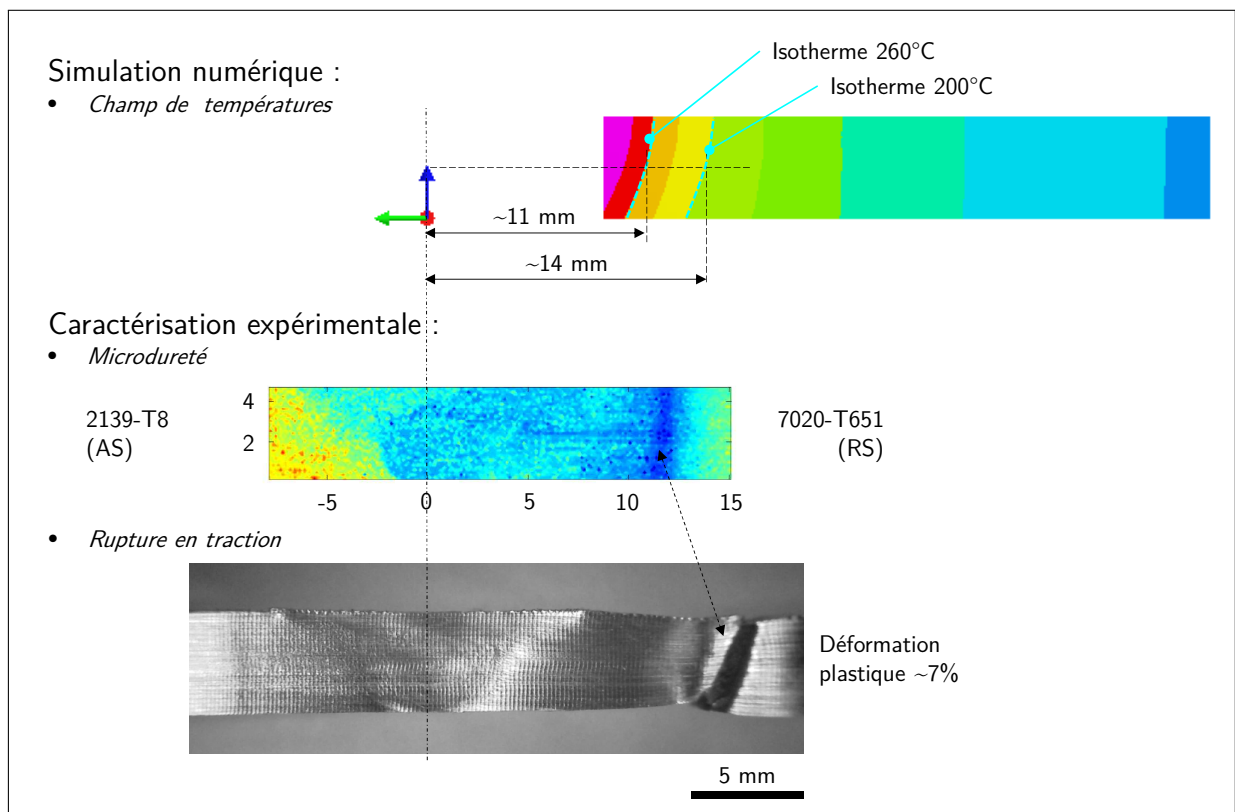 Isotherme 260°C
Simulation numérique :
Isotherme 200°C
• Champ de températures
~11 mm
~14 mm
Caractérisation expérimentale :
• Microdureté
2139-T8
(AS)
4
2
7020-T651
(RS)
-5 0 5 10 15
• Rupture en traction
Déformation
plastique ~7%
5 mm